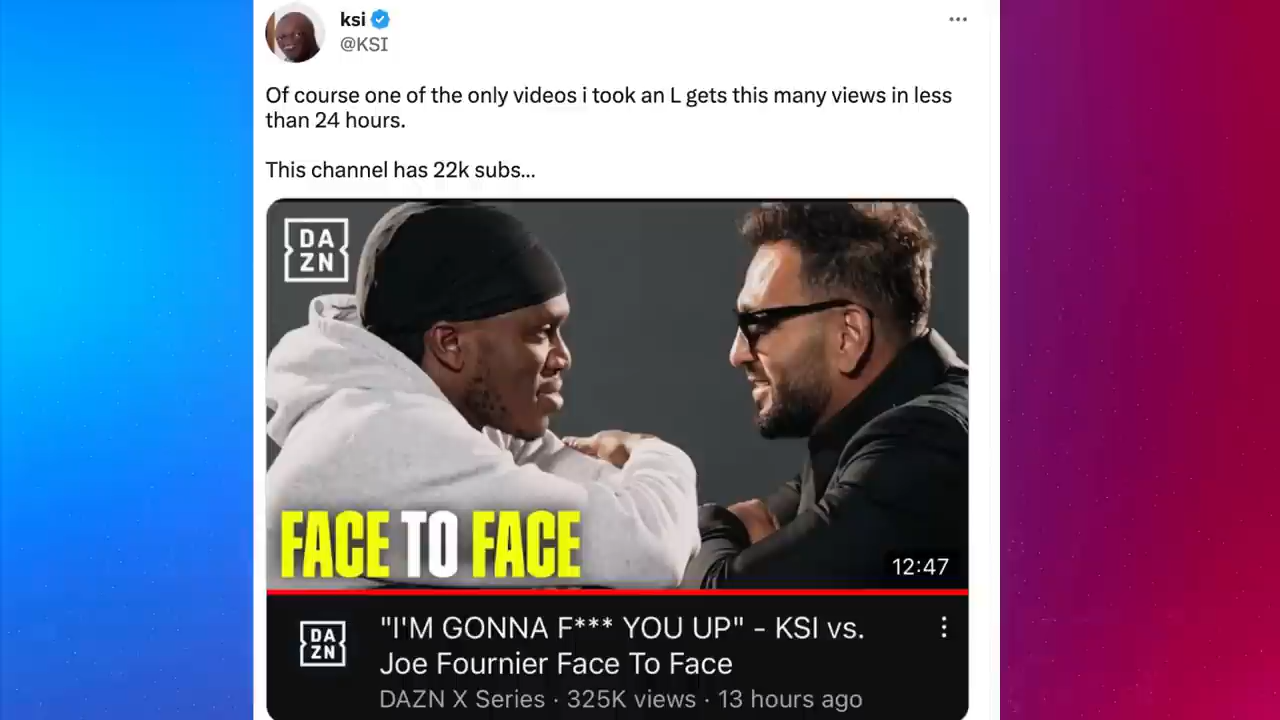 ksi
@KSI
Of course one of the only videos i took an L gets this many views in less
than 24 hours.
This channel has 22k subs...
DA
ZN
FACE TO FACE
12:47
DA
ZN
"I'M GONNA F*** YOU UP" - KSI vs.
Joe Fournier Face To Face
DAZN X Series · 325K views · 13 hours ago